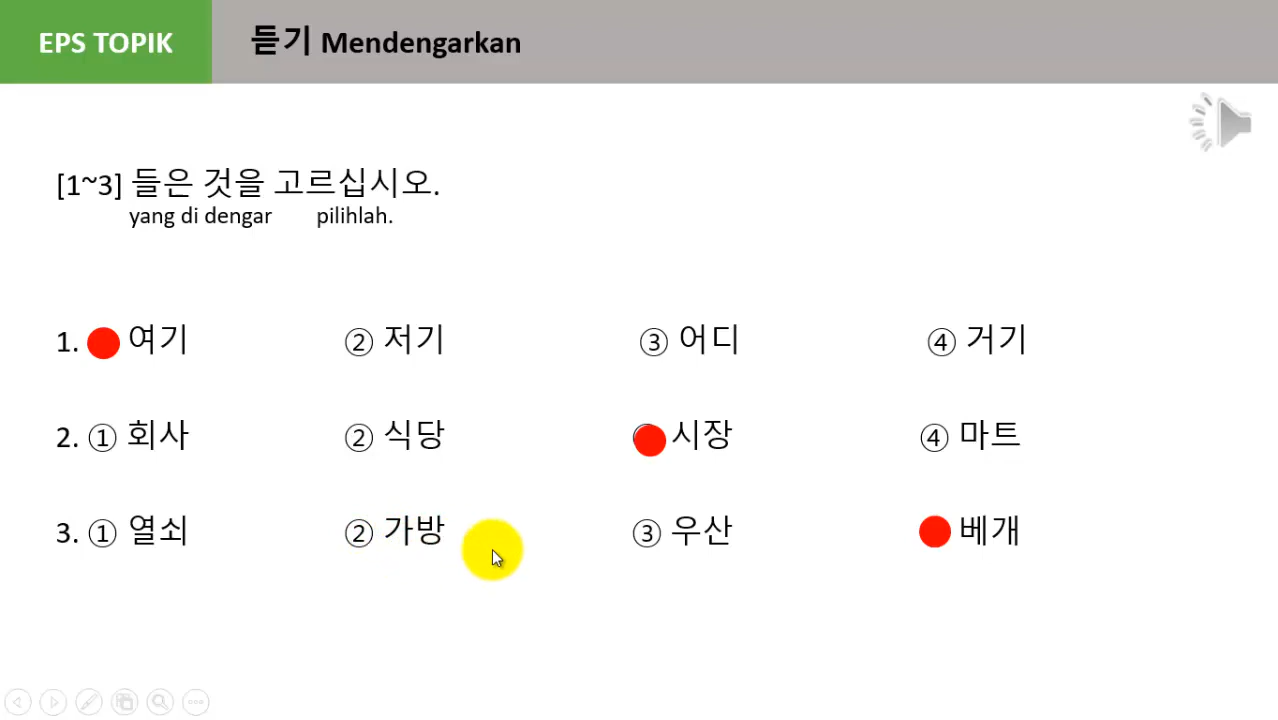 EPS TOPIK 듣기 Mendengarkan
[1~3] 들은 것을 고르십시오.
yang di dengar pilihlah.
1. 여기 ② 저기 ③ 어디 ④ 거기
2. ① 회사 ② 식당 시장 ④ 마트
3. ① 열쇠 ② 가방 ③ 우산 베개